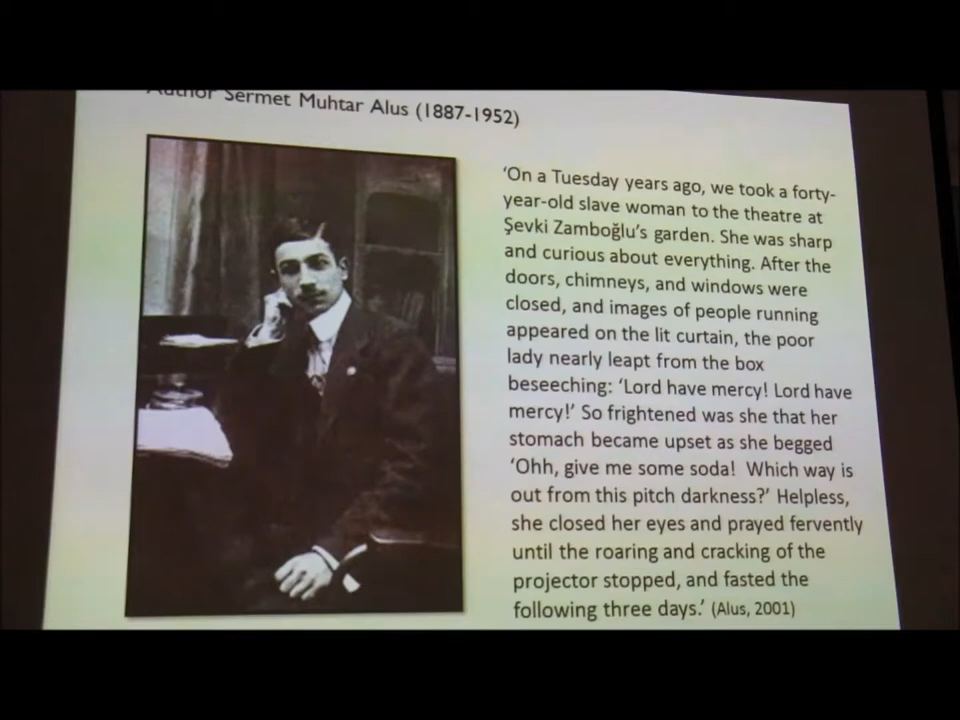 Author Sermet Muhtar Alus (1887-1952)
‘On a Tuesday years ago, we took a forty-
year-old slave woman to the theatre at
Şevki Zamboğlu’s garden. She was sharp
and curious about everything. After the
doors, chimneys, and windows were
closed, and images of people running
appeared on the lit curtain, the poor
lady nearly leapt from the box
beseeching: ‘Lord have mercy! Lord have
mercy!’ So frightened was she that her
stomach became upset as she begged
‘Ohh, give me some soda! Which way is
out from this pitch darkness?’ Helpless,
she closed her eyes and prayed fervently
until the roaring and cracking of the
projector stopped, and fasted the
following three days.’ (Alus, 2001)